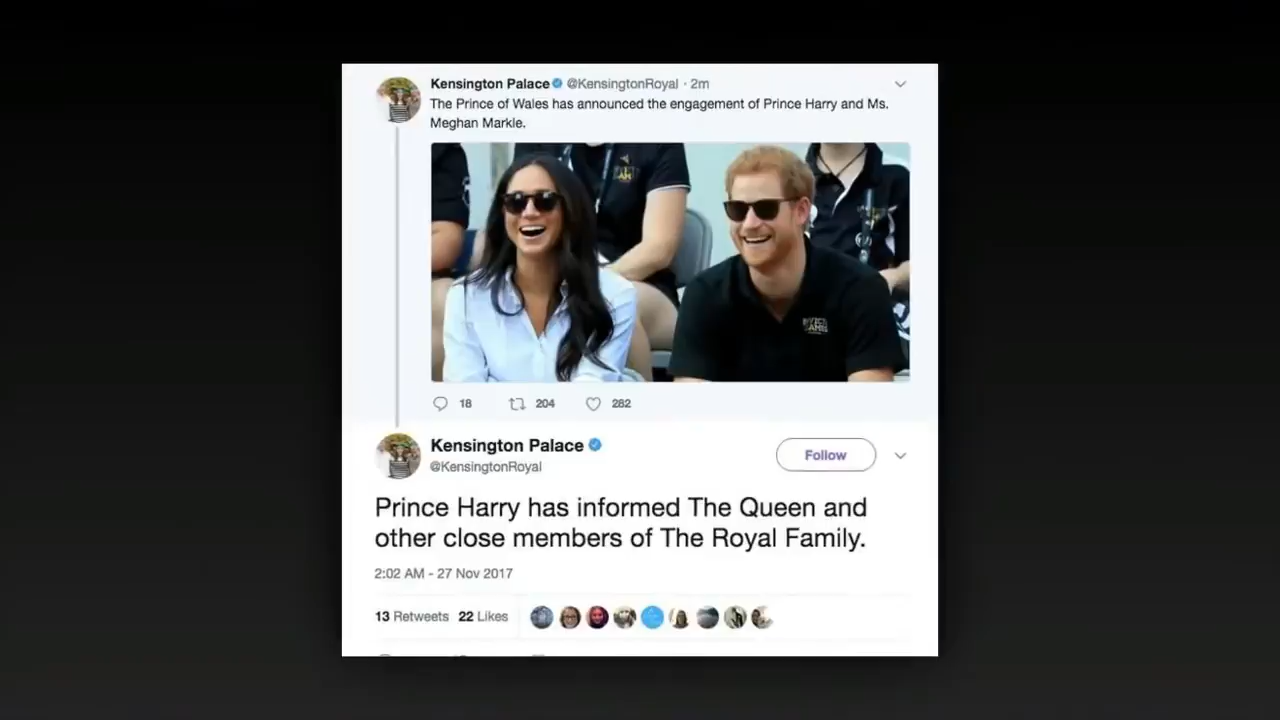 Kensington Palace @KensingtonRoyal · 2m
The Prince of Wales has announced the engagement of Prince Harry and Ms.
Meghan Markle.
18 204 282
Kensington Palace
@KensingtonRoyal
Follow
Prince Harry has informed The Queen and
other close members of The Royal Family.
2:02 AM - 27 Nov 2017
13 Retweets 22 Likes